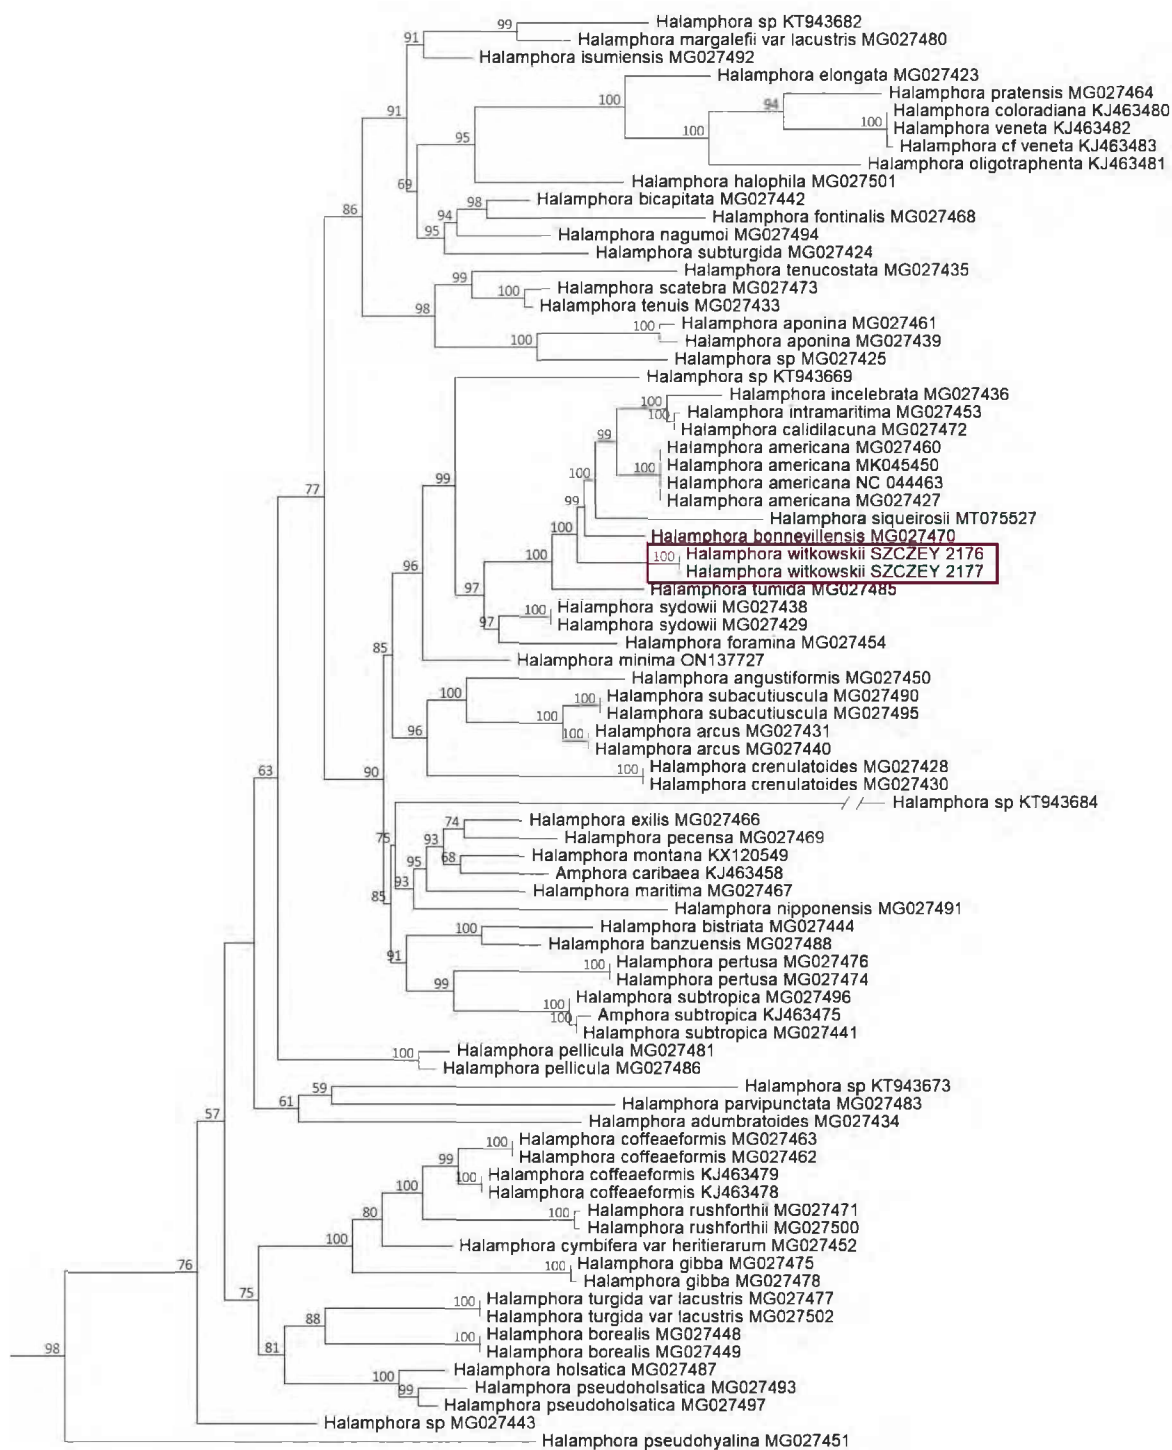 Halamphora sp KT943682
99
91
Halamphora margalefii var lacustris MG027480
Halamphora isumiensis MG027492
Halamphora elongata MG027423
Halamphora pratensis MG027464
100
94
Halamphora coloradiana KJ463480
91
100
Halamphora veneta KJ463482
95
100
Halamphora cf veneta KJ463483
Halamphora oligotraphenta KJ463481
69
Halamphora halophila MG027501
86
98
Halamphora bicapitata MG027442
94
Halamphora fontinalis MG027468
95
Halamphora nagumoi MG027494
Halamphora subturgida MG027424
99
Halamphora tenucostata MG027435
100
Halamphora scatebra MG027473
98
Halamphora tenuis MG027433
100
Halamphora aponina MG027461
100
Halamphora aponina MG027439
Halamphora sp MG027425
Halamphora sp KT943669
100
Halamphora incelebrata MG027436
100
Halamphora intramaritima MG027453
Halamphora calidilacuna MG027472
99
Halamphora americana MG027460
100
Halamphora americana MK045450
99
100
Halamphora americana NC 044463
77
99
Halamphora americana MG027427
Halamphora siqueirosii MT075527
100
Halamphora bonnevillensis MG027470
100
100
Halamphora witkowskii SZCZEY 2176
96
Halamphora witkowskii SZCZEY 2177
97
Halamphora tumida MG027485
100
Halamphora sydowii MG027438
97
Halamphora sydowii MG027429
Halamphora foramina MG027454
85
Halamphora minima ON137727
Halamphora angustiformis MG027450
100
100
Halamphora subacutiuscula MG027490
100
Halamphora subacutiuscula MG027495
96
100
Halamphora arcus MG027431
Halamphora arcus MG027440
63
90
100
Halamphora crenulatoides MG027428
Halamphora crenulatoides MG027430
Halamphora sp KT943684
74
Halamphora exilis MG027466
75
93
Halamphora pecensa MG027469
95
68
Halamphora montana KX120549
93
Amphora caribaea KJ463458
85
Halamphora maritima MG027467
Halamphora nipponensis MG027491
100
Halamphora bistriata MG027444
91
Halamphora banzuensis MG027488
100
Halamphora pertusa MG027476
99
Halamphora pertusa MG027474
100
Halamphora subtropica MG027496
100
Amphora subtropica KJ463475
Halamphora subtropica MG027441
100
Halamphora pellicula MG027481
Halamphora pellicula MG027486
59
Halamphora sp KT943673
61
Halamphora parvipunctata MG027483
57
Halamphora adumbratoides MG027434
100
Halamphora coffeaeformis MG027463
99
Halamphora coffeaeformis MG027462
100
Halamphora coffeaeformis KJ463479
100
Halamphora coffeaeformis KJ463478
80
100
Halamphora rushforthii MG027471
Halamphora rushforthii MG027500
100
Halamphora cymbifera var heritierarum MG027452
76
100
Halamphora gibba MG027475
75
Halamphora gibba MG027478
100
Halamphora turgida var lacustris MG027477
88
Halamphora turgida var lacustris MG027502
100
Halamphora borealis MG027448
81
Halamphora borealis MG027449
98
100
Halamphora holsatica MG027487
99
Halamphora pseudoholsatica MG027493
Halamphora pseudoholsatica MG027497
Halamphora sp MG027443
Halamphora pseudohyalina MG027451